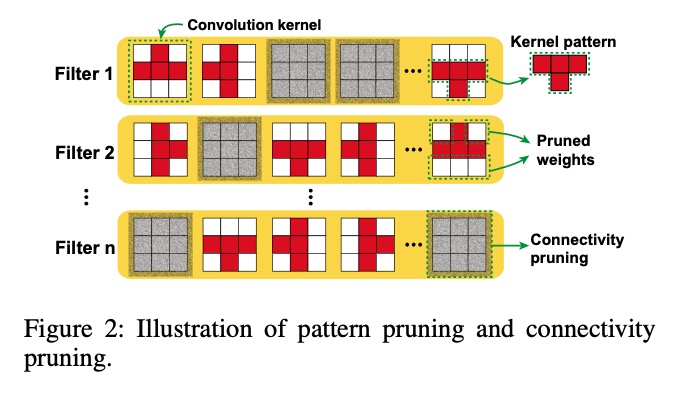 Convolution kernel
Kernel pattern
Filter 1
...
Filter 2
...
Pruned
weights
⋮
⋮
Filter n
...
Connectivity
pruning
Figure 2: Illustration of pattern pruning and connectivity
pruning.